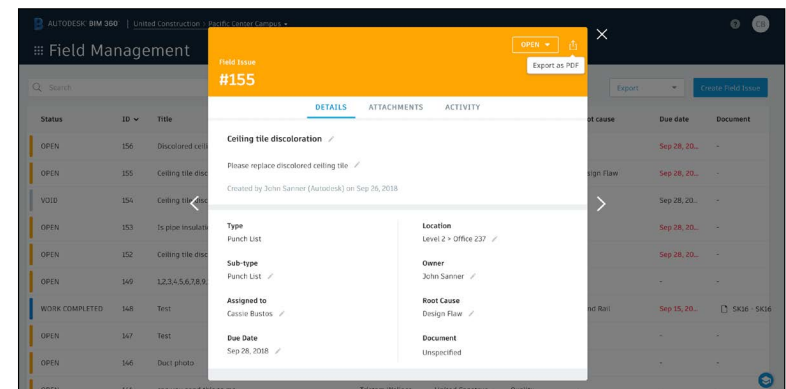 AUTODESK BIM 360 United Construction > Pacific Center Campus
CB
Field Management
OPEN
Export as PDF
Field Issue
#155
Search
Export
Create Field Issue
DETAILS ATTACHMENTS ACTIVITY
Status ID Title cause Due date Document
Ceiling tile discoloration
Please replace discolored ceiling tile
Created by John Sanner (Autodesk) on Sep 26, 2018
OPEN 156 Discolored Sep 28, 20... -
OPEN 155 Ceiling tile Flaw Sep 28, 20... -
VOID 154 Ceiling tile Sep 28, 20... -
OPEN 153 Is pipe Sep 28, 20... -
OPEN 152 Ceiling tile Sep 28, 20... -
OPEN 149 1,2,3,4,5,6,7,8,9 - -
WORK COMPLETED 148 Test Rail Sep 15, 20... SK16 - SK16
OPEN 147 Test - -
OPEN 146 Duct photo - -
Type
Punch List
Location
Level 2 > Office 237
Sub-type
Punch List
Owner
John Sanner
Assigned to
Cassie Bustos
Root Cause
Design Flaw
Due Date
Sep 28, 2018
Document
Unspecified